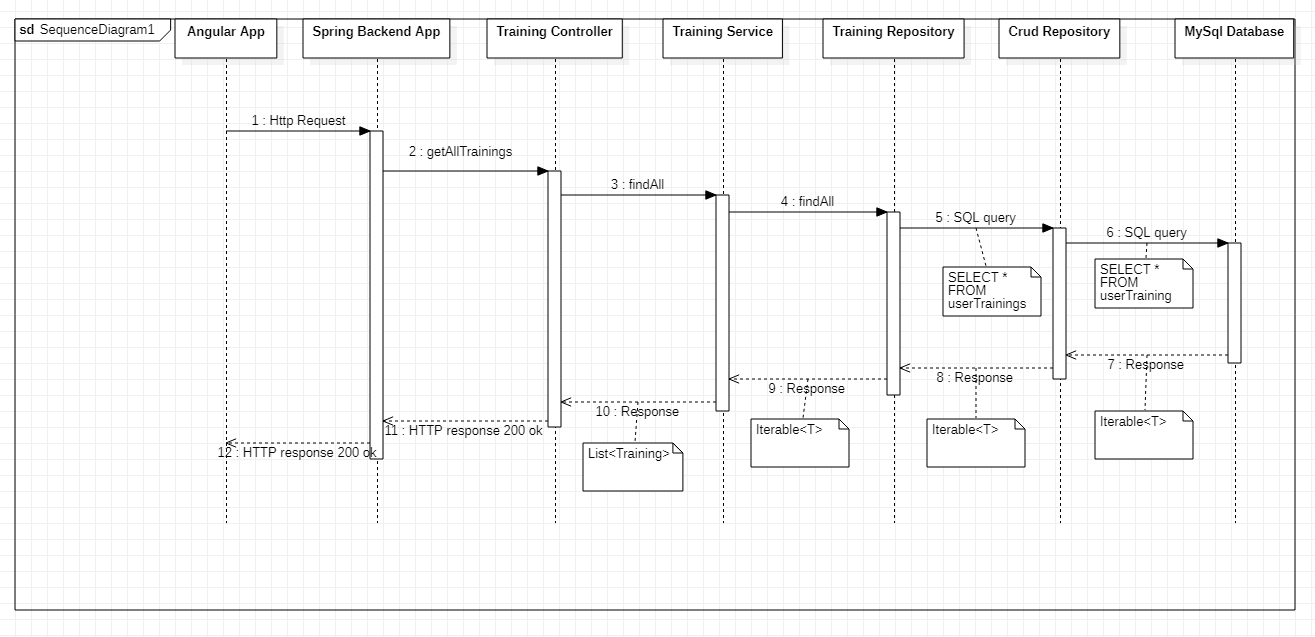 sd SequenceDiagram1
Angular App
Spring Backend App
Training Controller
Training Service
Training Repository
Crud Repository
MySql Database
1 : Http Request
2 : getAllTrainings
3 : findAll
4 : findAll
5 : SQL query
6 : SQL query
SELECT *
FROM
userTrainings
SELECT *
FROM
userTraining
7 : Response
8 : Response
9 : Response
10 : Response
11 : HTTP response 200 ok
12 : HTTP response 200 ok
List<Training>
Iterable<T>
Iterable<T>
Iterable<T>